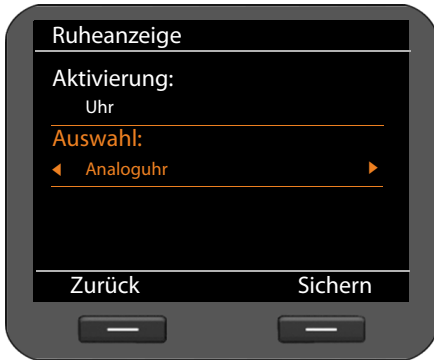 Ruheanzeige
Aktivierung:
Uhr
Auswahl:
Analoguhr
Zurück Sichern